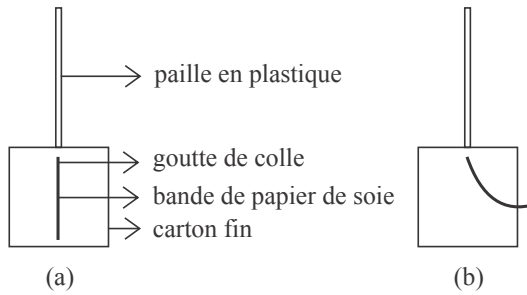 paille en plastique
goutte de colle
bande de papier de soie
carton fin
(a)
(b)